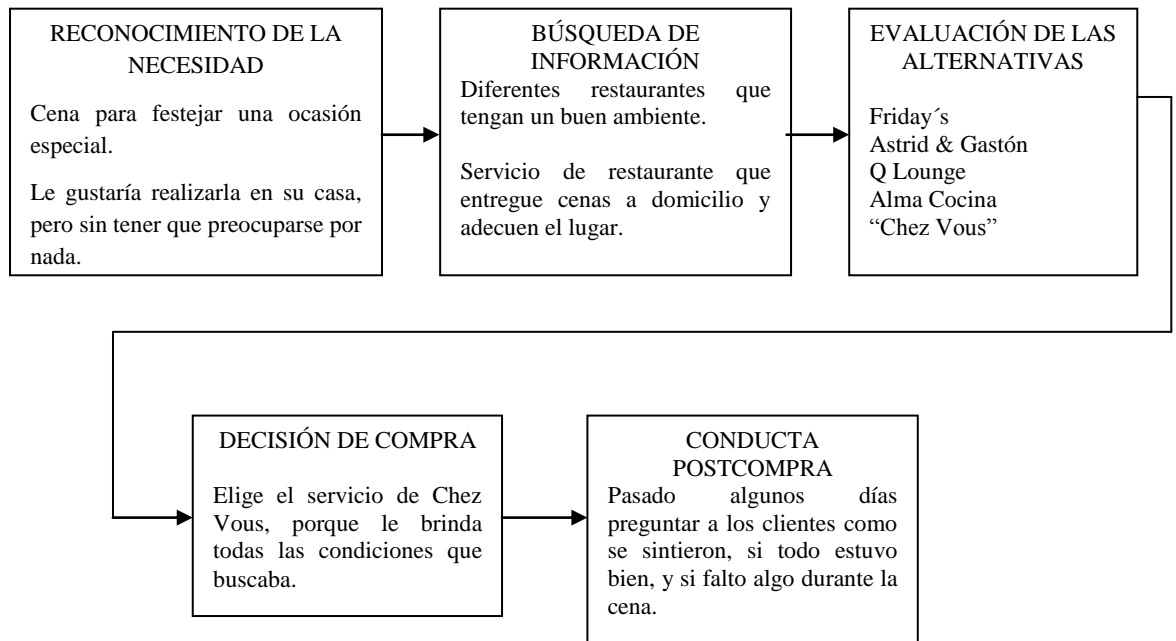 RECONOCIMIENTO DE LA
NECESIDAD
Cena para festejar una ocasión
especial.
Le gustaría realizarla en su casa,
pero sin tener que preocuparse por
nada.
BÚSQUEDA DE
INFORMACIÓN
Diferentes restaurantes que
tengan un buen ambiente.
Servicio de restaurante que
entregue cenas a domicilio y
adecuen el lugar.
EVALUACIÓN DE LAS
ALTERNATIVAS
Friday´s
Astrid & Gastón
Q Lounge
Alma Cocina
“Chez Vous”
DECISIÓN DE COMPRA
Elige el servicio de Chez
Vous, porque le brinda
todas las condiciones que
buscaba.
CONDUCTA
POSTCOMPRA
Pasado algunos días
preguntar a los clientes como
se sintieron, si todo estuvo
bien, y si falto algo durante la
cena.